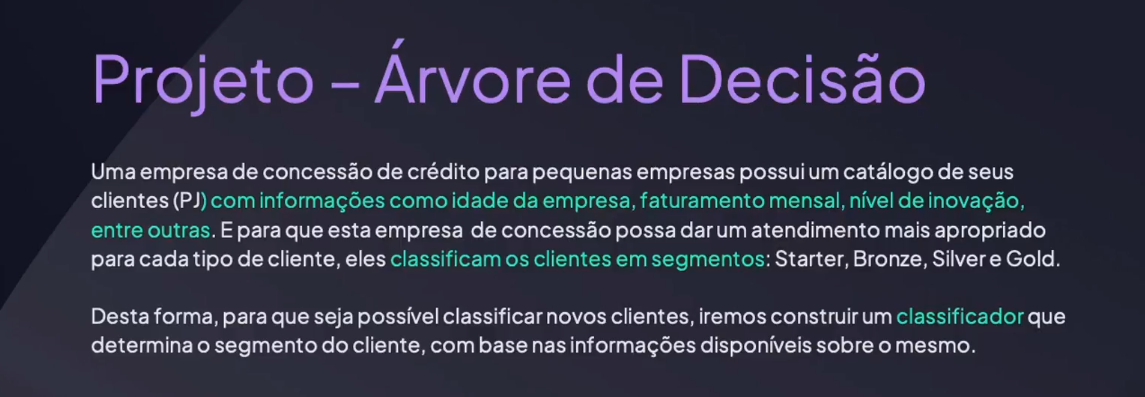 Projeto – Árvore de Decisão
Uma empresa de concessão de crédito para pequenas empresas possui um catálogo de seus
clientes (PJ) com informações como idade da empresa, faturamento mensal, nível de inovação,
entre outras. E para que esta empresa de concessão possa dar um atendimento mais apropriado
para cada tipo de cliente, eles classificam os clientes em segmentos: Starter, Bronze, Silver e Gold.
Desta forma, para que seja possível classificar novos clientes, iremos construir um classificador que
determina o segmento do cliente, com base nas informações disponíveis sobre o mesmo.